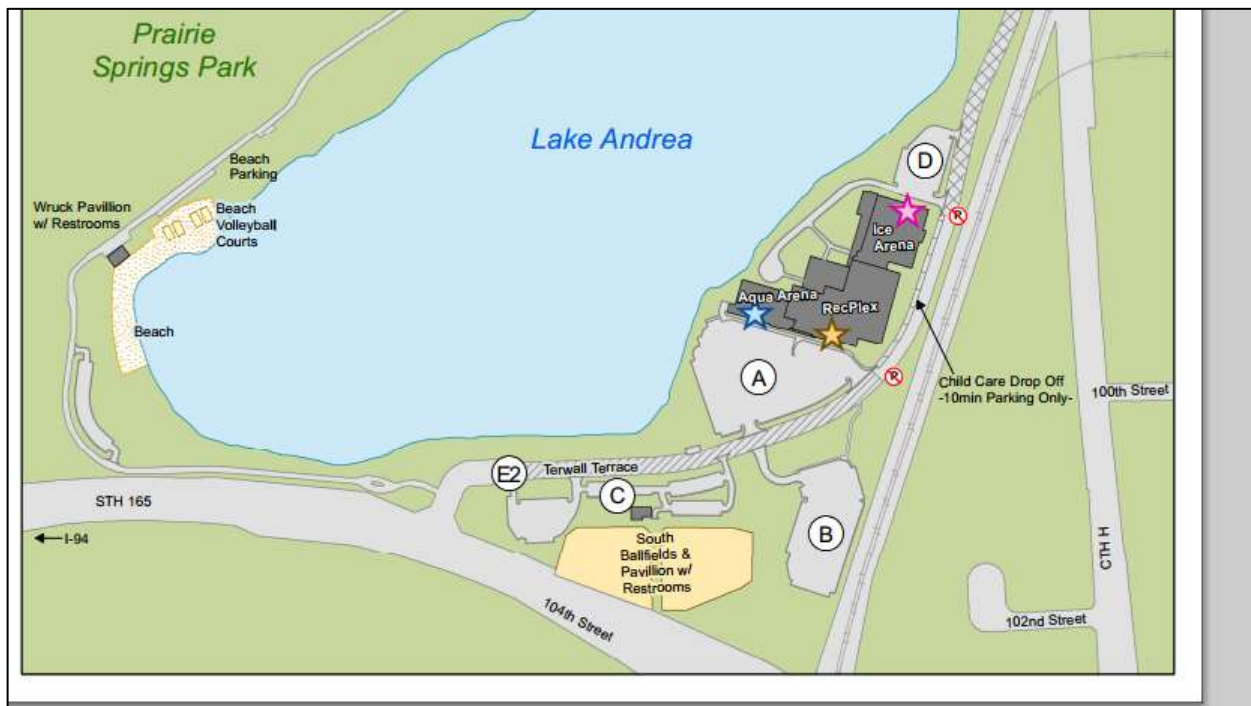 Prairie
Springs Park
Lake Andrea
D
Beach
Parking
Wruck Pavillion
w/ Restrooms
Beach
Volleyball
Courts
Ice
Arena
P
Aqua Arena
RecPlex
Beach
A
P
Child Care Drop Off
-10min Parking Only-
100th Street
E2
Terwall Terrace
STH 165
C
I-94
B
South
Ballfields &
Pavillion w/
Restrooms
CTH H
104th Street
102nd Street